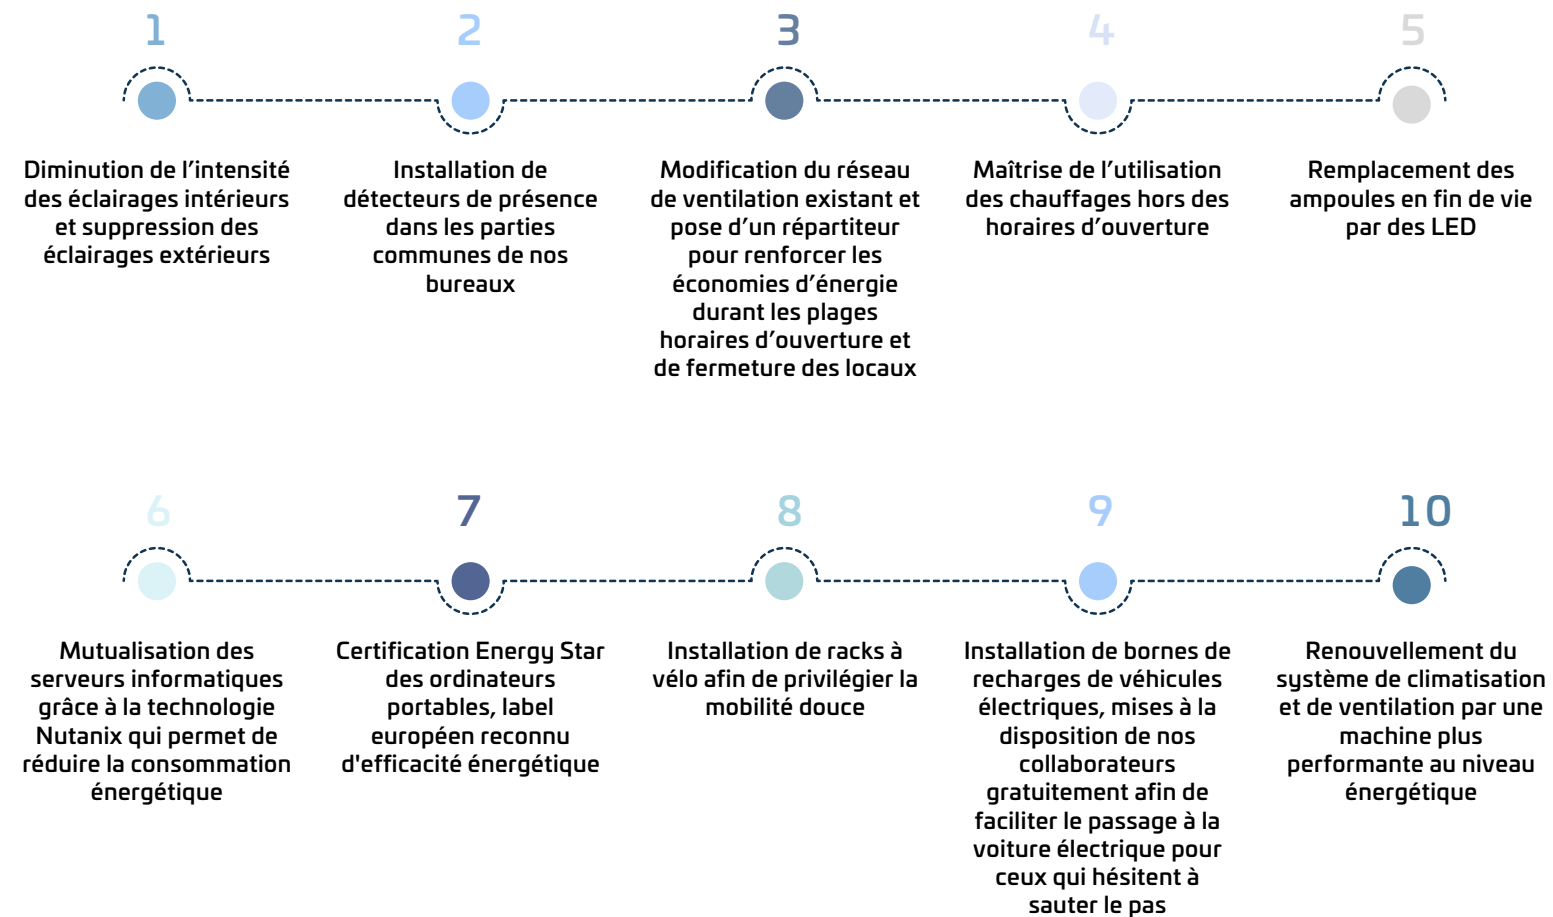 1
Diminution de l’intensité
des éclairages intérieurs
et suppression des
éclairages extérieurs
2
Installation de
détecteurs de présence
dans les parties
communes de nos
bureaux
3
Modification du réseau
de ventilation existant et
pose d’un répartiteur
pour renforcer les
économies d’énergie
durant les plages
horaires d’ouverture et
de fermeture des locaux
4
Maîtrise de l’utilisation
des chauffages hors des
horaires d’ouverture
5
Remplacement des
ampoules en fin de vie
par des LED
6
Mutualisation des
serveurs informatiques
grâce à la technologie
Nutanix qui permet de
réduire la consommation
énergétique
7
Certification Energy Star
des ordinateurs
portables, label
européen reconnu
d'efficacité énergétique
8
Installation de racks à
vélo afin de privilégier la
mobilité douce
9
Installation de bornes de
recharges de véhicules
électriques, mises à la
disposition de nos
collaborateurs
gratuitement afin de
faciliter le passage à la
voiture électrique pour
ceux qui hésitent à
sauter le pas
10
Renouvellement du
système de climatisation
et de ventilation par une
machine plus
performante au niveau
énergétique